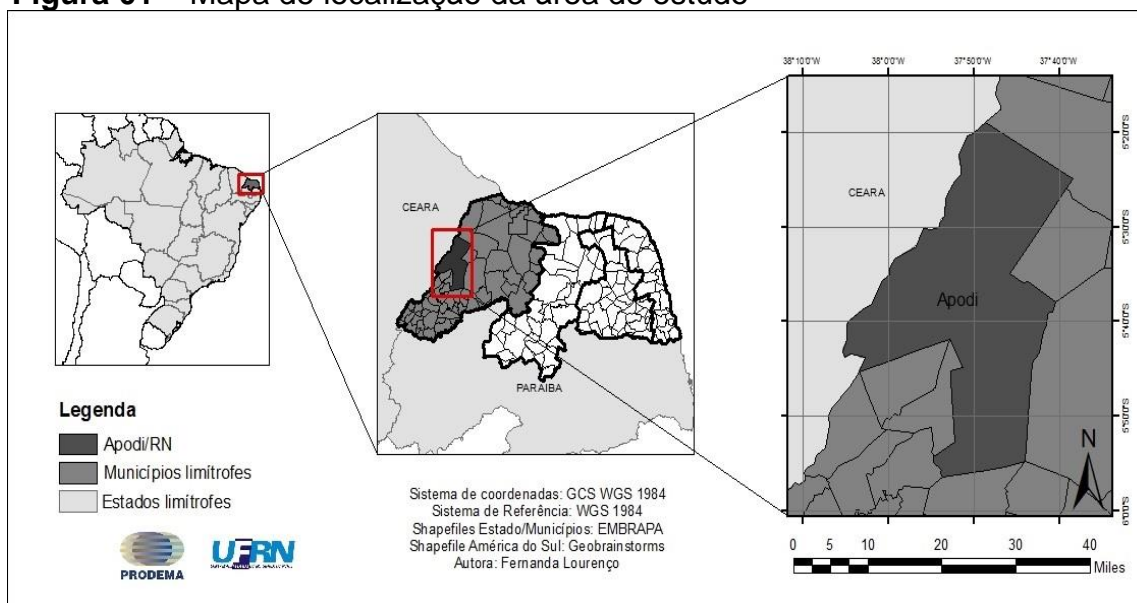 Figura 01 – Mapa de localização da área de estudo
CEARA
PARAIBA
Legenda
Apodi/RN
Municípios limítrofes
Estados limítrofes
PRODEMA
UFRN
Sistema de coordenadas: GCS WGS 1984
Sistema de Referência: WGS 1984
Shapefiles Estado/Municípios: EMBRAPA
Shapefile América do Sul: Geobrainstorms
Autora: Fernanda Lourenço
38°10'0"W 38°0'0"W 37°50'0"W 37°40'0"W
CEARA
Apodi
5°20'0"S
5°30'0"S
5°40'0"S
5°50'0"S
6°0'0"S
N
0 5 10 20 30 40
Miles